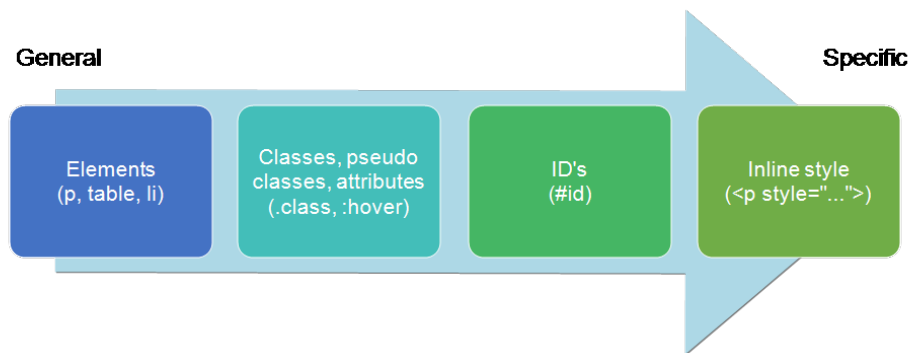 General
Specific
Elements
(p, table, li)
Classes, pseudo
classes, attributes
(.class, :hover)
ID's
(#id)
Inline style
(<p style="...">)